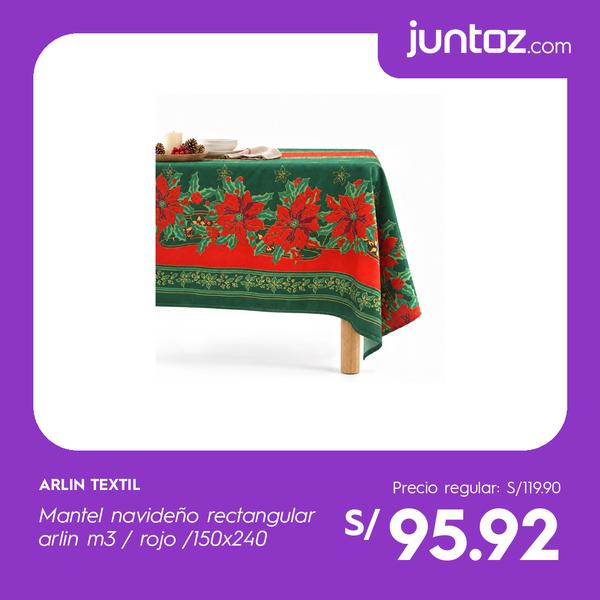 juntoz.com
ARLIN TEXTIL
Mantel navideño rectangular
arlin m3 / rojo /150x240
Precio regular: S/119.90
S/95.92